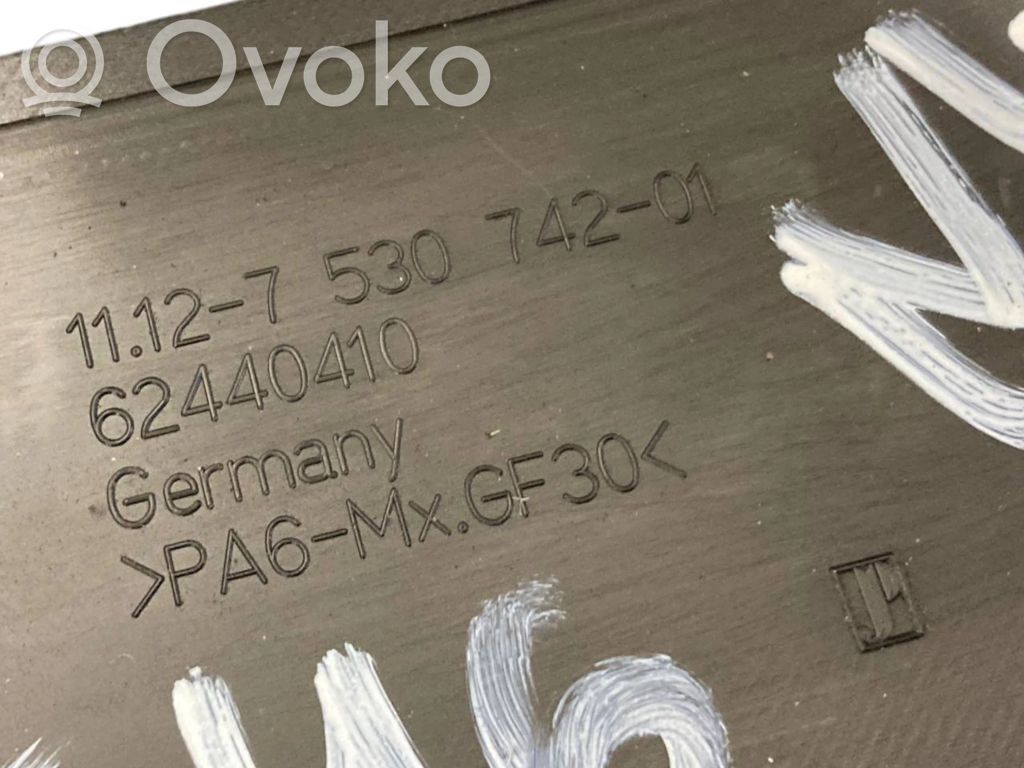 Ovoko
11.12-7 530 742-01
62440410
Germany
>PA6-Mx.GF30<